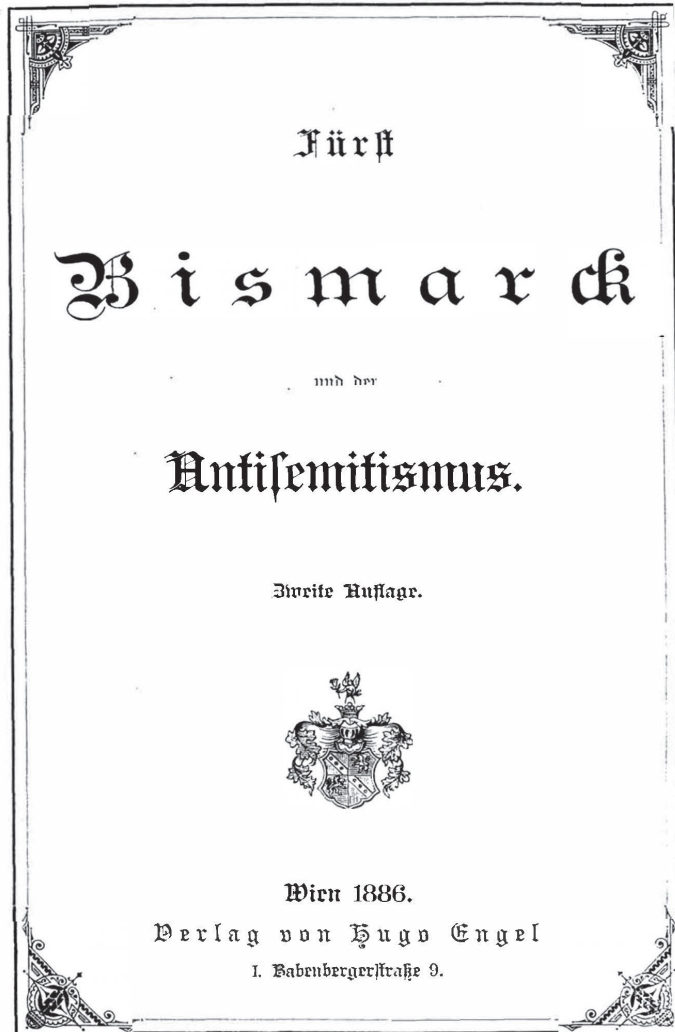 Fürst
Bismarck
und der
Antiſemitismus.
Zweite Auflage.
Wien 1886.
Verlag von Hugo Engel
I. Babenbergerſtraße 9.